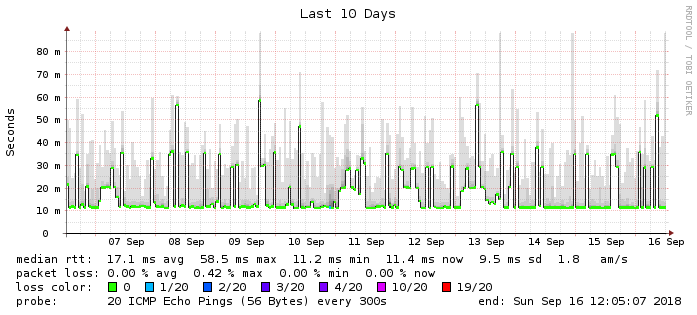 Last 10 Days
RRDTOOL / TOBI OETIKER
Seconds
80 m
70 m
60 m
50 m
40 m
30 m
20 m
10 m
0
07 Sep 08 Sep 09 Sep 10 Sep 11 Sep 12 Sep 13 Sep 14 Sep 15 Sep 16 Sep
median rtt: 17.1 ms avg 58.5 ms max 11.2 ms min 11.4 ms now 9.5 ms sd 1.8 am/s
packet loss: 0.00 % avg 0.42 % max 0.00 % min 0.00 % now
loss color: 0 1/20 2/20 3/20 4/20 10/20 19/20
probe: 20 ICMP Echo Pings (56 Bytes) every 300s end: Sun Sep 16 12:05:07 2018